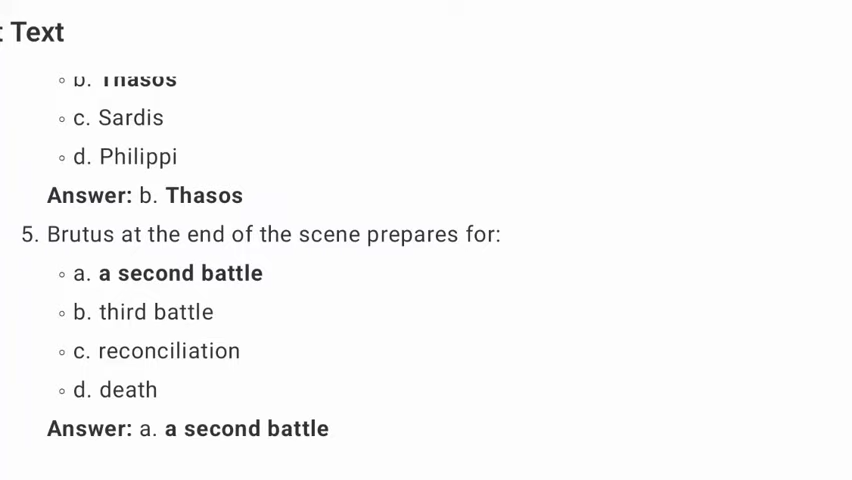 : Text
b. Thasos
c. Sardis
d. Philippi
Answer: b. Thasos
5. Brutus at the end of the scene prepares for:
a. a second battle
b. third battle
c. reconciliation
d. death
Answer: a. a second battle